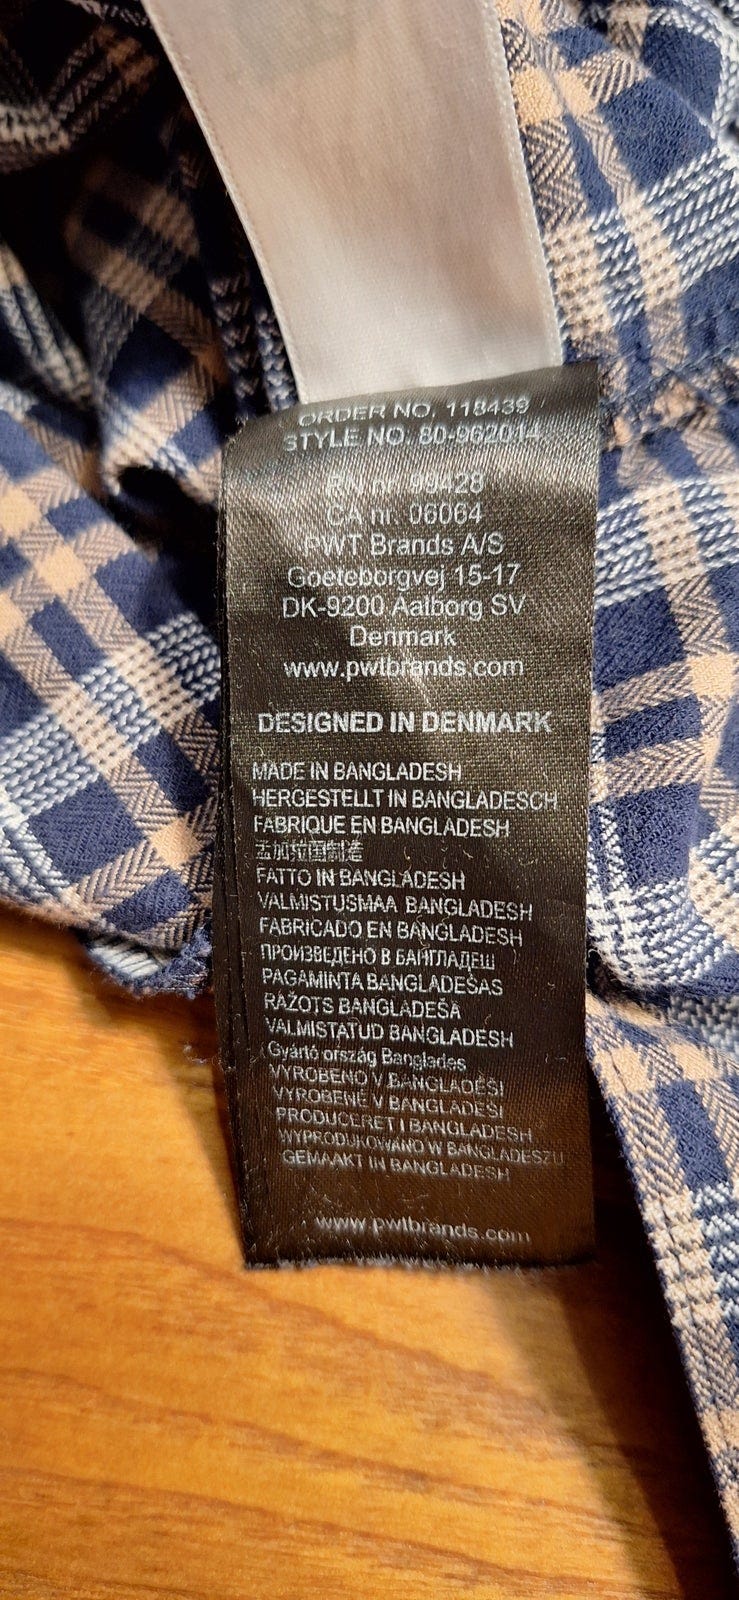 ORDER NO. 118439
STYLE NO. 80-962014
RN nr. 99428
CA nr. 06064
PWT Brands A/S
Goeteborgvej 15-17
DK-9200 Aalborg SV
Denmark
www.pwtbrands.com
DESIGNED IN DENMARK
MADE IN BANGLADESH
HERGESTELLT IN BANGLADESCH
FABRIQUE EN BANGLADESH
孟加拉国制造
FATTO IN BANGLADESH
VALMISTUSMAA BANGLADESH
FABRICADO EN BANGLADESH
ПРОИЗВЕДЕНО В БАНГЛАДЕШ
PAGAMINTA BANGLADEŠAS
RAŽOTS BANGLADEŠA
VALMISTATUD BANGLADESH
Gyártó ország Banglades
VYROBENO V BANGLADÉŠI
VYROBENÉ V BANGLADÉŠI
PRODUCERET I BANGLADESH
WYPRODUKOWANO W BANGLADESZU
GEMAAKT IN BANGLADESH
www.pwtbrands.com